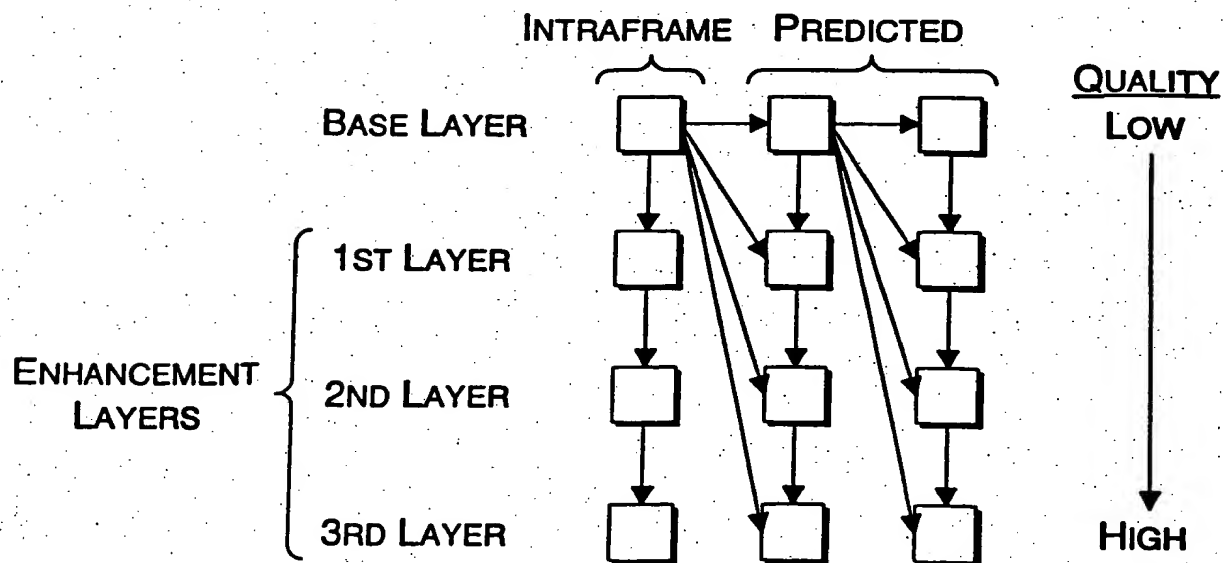 INTRAFRAME PREDICTED
QUALITY
BASE LAYER
LOW
1ST LAYER
ENHANCEMENT
LAYERS
2ND LAYER
3RD LAYER
HIGH